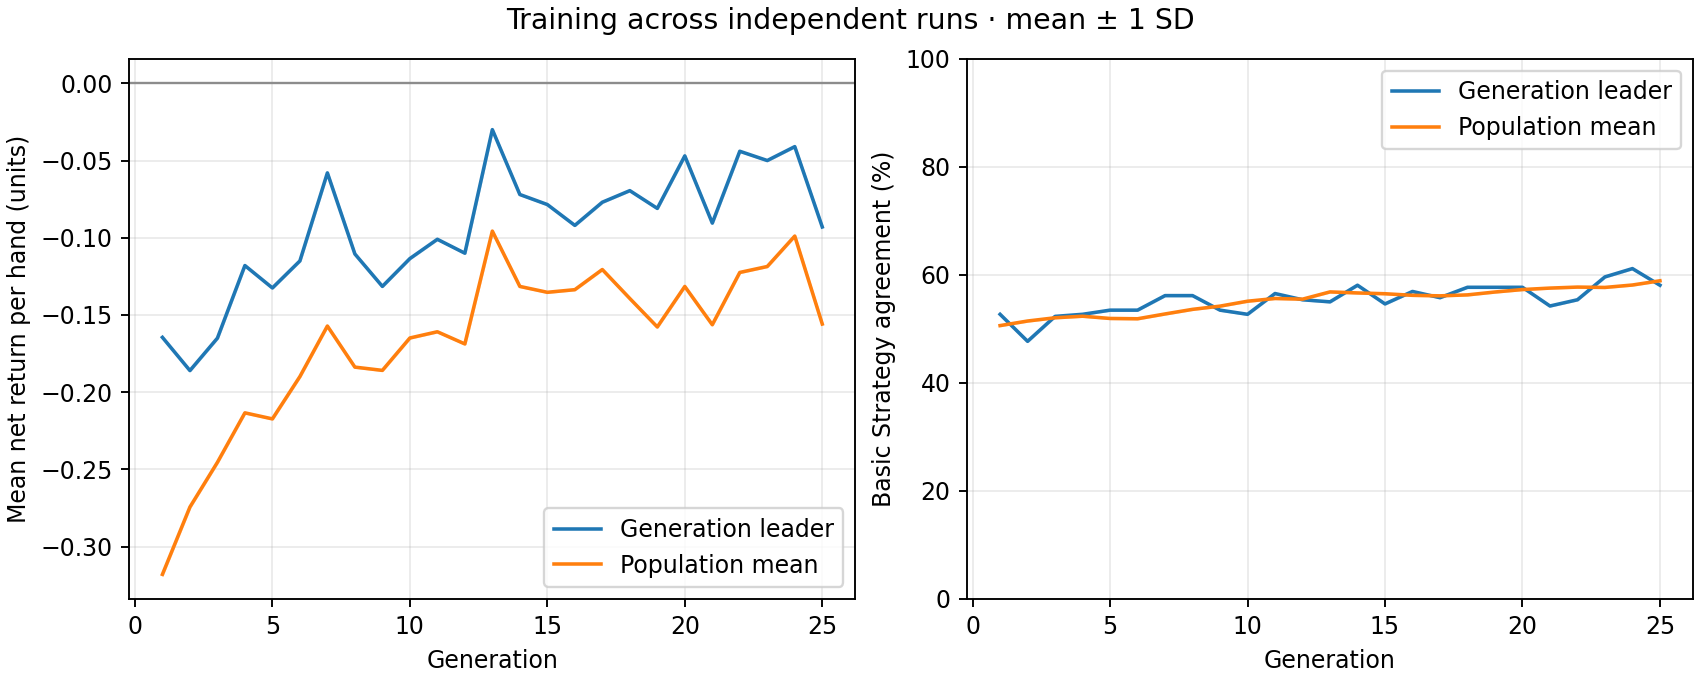 Training across independent runs · mean ± 1 SD
Mean net return per hand (units)
0.00
−0.05
−0.10
−0.15
−0.20
−0.25
−0.30
Generation leader
Population mean
0
5
10
15
20
25
Generation
Basic Strategy agreement (%)
100
80
60
40
20
0
Generation leader
Population mean
0
5
10
15
20
25
Generation